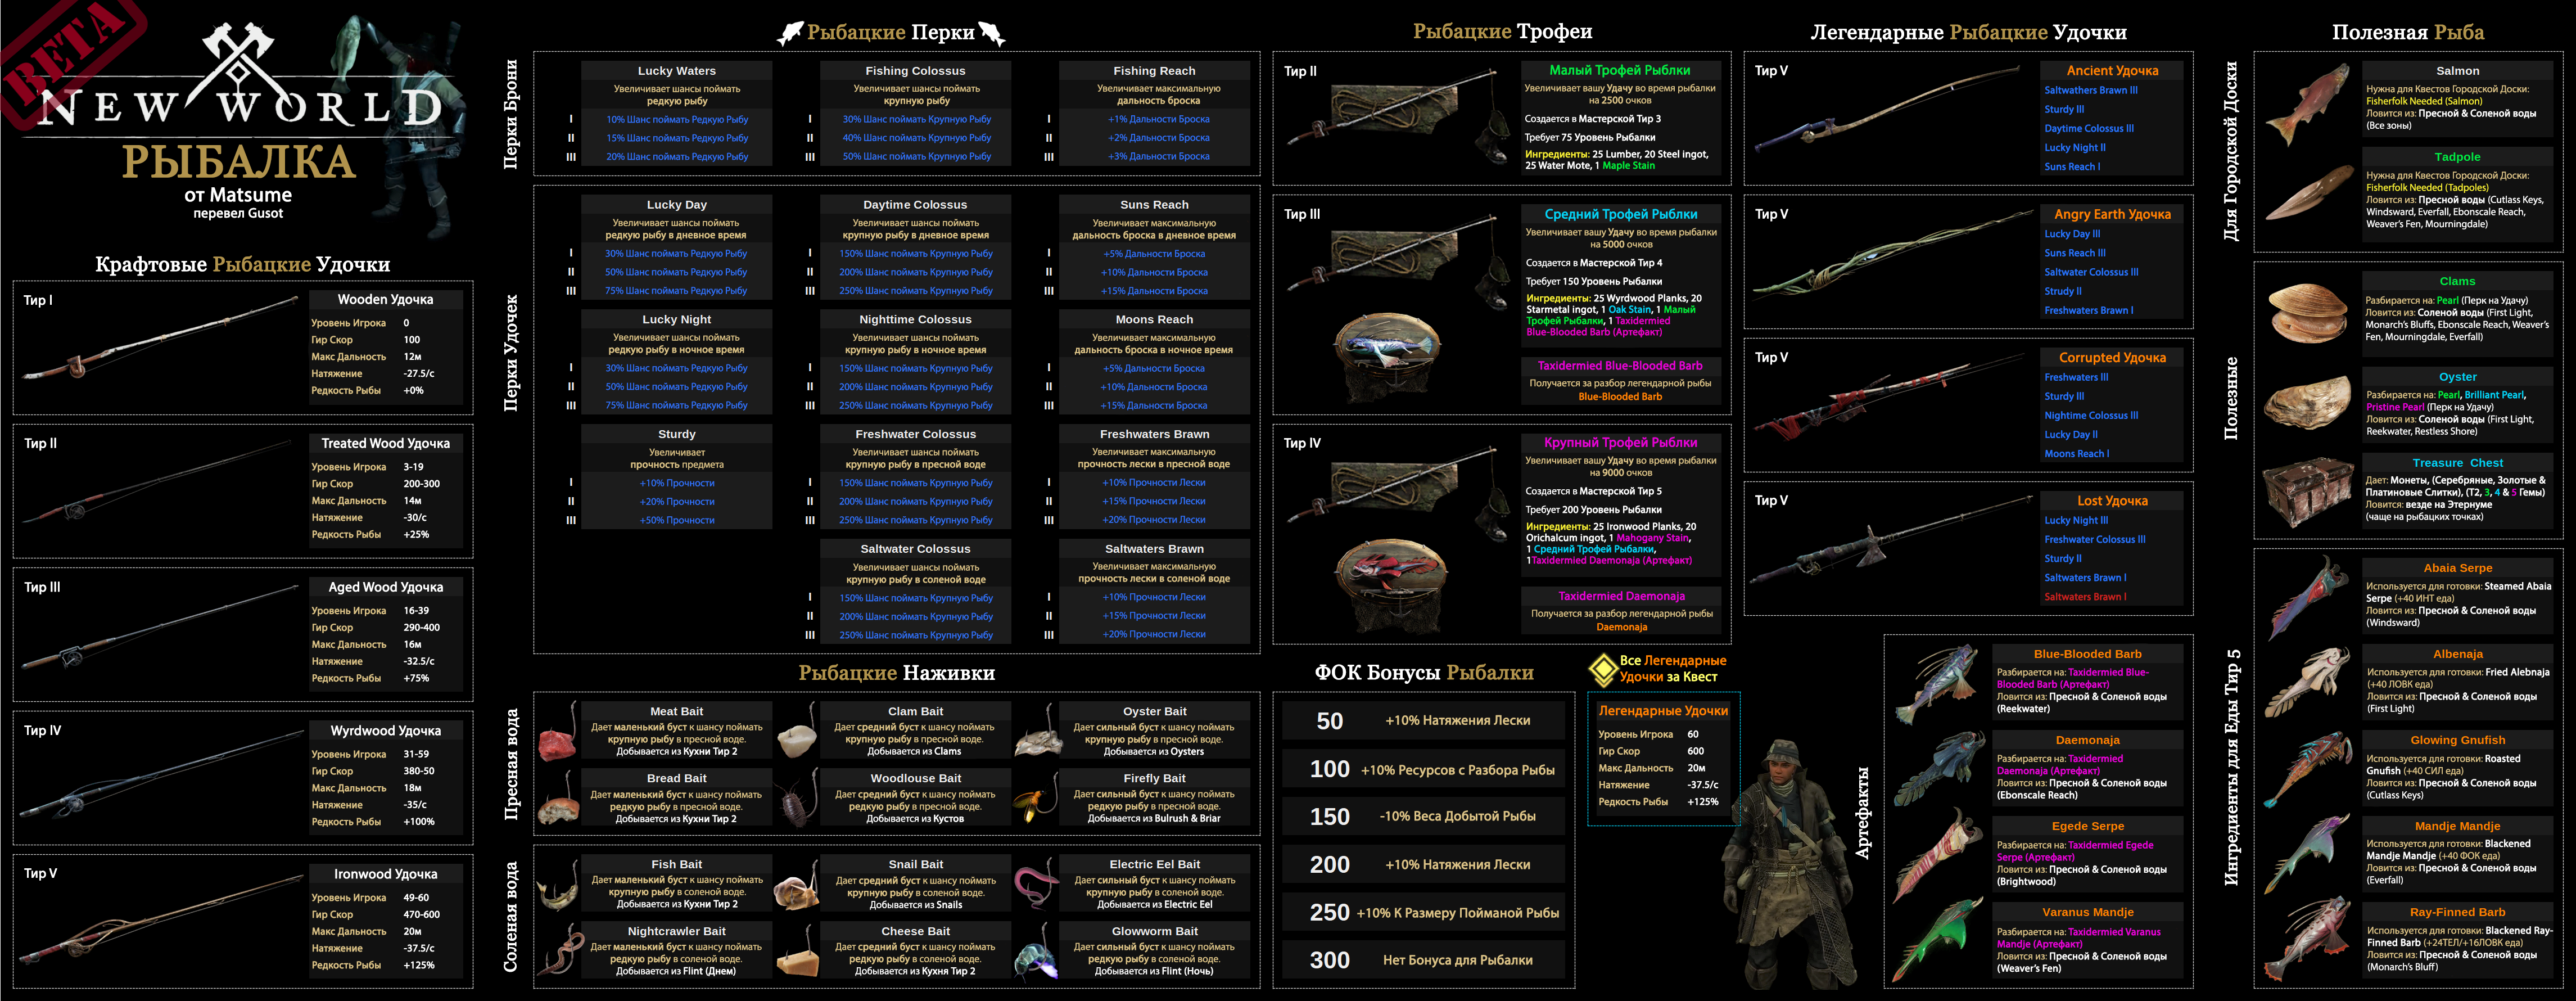 BETA
NEW WORLD
РЫБАЛКА
от Matsume
перевел Gusot
Крафтовые Рыбацкие Удочки
Тир I
Wooden Удочка
Уровень Игрока 0
Гир Скор 100
Макс Дальность 12м
Натяжение -27.5/с
Редкость Рыбы +0%
Тир II
Treated Wood Удочка
Уровень Игрока 3-19
Гир Скор 200-300
Макс Дальность 14м
Натяжение -30/с
Редкость Рыбы +25%
Тир III
Aged Wood Удочка
Уровень Игрока 16-39
Гир Скор 290-400
Макс Дальность 16м
Натяжение -32.5/с
Редкость Рыбы +75%
Тир IV
Wyrdwood Удочка
Уровень Игрока 31-59
Гир Скор 380-50
Макс Дальность 18м
Натяжение -35/с
Редкость Рыбы +100%
Тир V
Ironwood Удочка
Уровень Игрока 49-60
Гир Скор 470-600
Макс Дальность 20м
Натяжение -37.5/с
Редкость Рыбы +125%
Рыбацкие Перки
Перки Брони
Lucky Waters
Увеличивает шансы поймать
редкую рыбу
I 10% Шанс поймать Редкую Рыбу
II 15% Шанс поймать Редкую Рыбу
III 20% Шанс поймать Редкую Рыбу
Fishing Colossus
Увеличивает шансы поймать
крупную рыбу
I 30% Шанс поймать Крупную Рыбу
II 40% Шанс поймать Крупную Рыбу
III 50% Шанс поймать Крупную Рыбу
Fishing Reach
Увеличивает максимальную
дальность броска
I +1% Дальности Броска
II +2% Дальности Броска
III +3% Дальности Броска
Перки Удочек
Lucky Day
Увеличивает шансы поймать
редкую рыбу в дневное время
I 30% Шанс поймать Редкую Рыбу
II 50% Шанс поймать Редкую Рыбу
III 75% Шанс поймать Редкую Рыбу
Daytime Colossus
Увеличивает шансы поймать
крупную рыбу в дневное время
I 150% Шанс поймать Крупную Рыбу
II 200% Шанс поймать Крупную Рыбу
III 250% Шанс поймать Крупную Рыбу
Suns Reach
Увеличивает максимальную
дальность броска в дневное время
I +5% Дальности Броска
II +10% Дальности Броска
III +15% Дальности Броска
Lucky Night
Увеличивает шансы поймать
редкую рыбу в ночное время
I 30% Шанс поймать Редкую Рыбу
II 50% Шанс поймать Редкую Рыбу
III 75% Шанс поймать Редкую Рыбу
Nighttime Colossus
Увеличивает шансы поймать
крупную рыбу в ночное время
I 150% Шанс поймать Крупную Рыбу
II 200% Шанс поймать Крупную Рыбу
III 250% Шанс поймать Крупную Рыбу
Moons Reach
Увеличивает максимальную
дальность броска в ночное время
I +5% Дальности Броска
II +10% Дальности Броска
III +15% Дальности Броска
Sturdy
Увеличивает
прочность предмета
I +10% Прочности
II +20% Прочности
III +50% Прочности
Freshwater Colossus
Увеличивает шансы поймать
крупную рыбу в пресной воде
I 150% Шанс поймать Крупную Рыбу
II 200% Шанс поймать Крупную Рыбу
III 250% Шанс поймать Крупную Рыбу
Freshwaters Brawn
Увеличивает максимальную
прочность лески в пресной воде
I +10% Прочности Лески
II +15% Прочности Лески
III +20% Прочности Лески
Saltwater Colossus
Увеличивает шансы поймать
крупную рыбу в соленой воде
I 150% Шанс поймать Крупную Рыбу
II 200% Шанс поймать Крупную Рыбу
III 250% Шанс поймать Крупную Рыбу
Saltwaters Brawn
Увеличивает максимальную
прочность лески в соленой воде
I +10% Прочности Лески
II +15% Прочности Лески
III +20% Прочности Лески
Рыбацкие Наживки
Пресная вода
Meat Bait
Дает маленький буст к шансу поймать
крупную рыбу в пресной воде.
Добывается из Кухни Тир 2
Clam Bait
Дает средний буст к шансу поймать
крупную рыбу в пресной воде.
Добывается из Clams
Oyster Bait
Дает сильный буст к шансу поймать
крупную рыбу в пресной воде.
Добывается из Oysters
Bread Bait
Дает маленький буст к шансу поймать
редкую рыбу в пресной воде.
Добывается из Кухни Тир 2
Woodlouse Bait
Дает средний буст к шансу поймать
редкую рыбу в пресной воде.
Добывается из Кустов
Firefly Bait
Дает сильный буст к шансу поймать
редкую рыбу в пресной воде.
Добывается из Bulrush & Briar
Соленая вода
Fish Bait
Дает маленький буст к шансу поймать
крупную рыбу в соленой воде.
Добывается из Кухни Тир 2
Snail Bait
Дает средний буст к шансу поймать
крупную рыбу в соленой воде.
Добывается из Snails
Electric Eel Bait
Дает сильный буст к шансу поймать
крупную рыбу в соленой воде.
Добывается из Electric Eel
Nightcrawler Bait
Дает маленький буст к шансу поймать
редкую рыбу в соленой воде.
Добывается из Flint (Днем)
Cheese Bait
Дает средний буст к шансу поймать
редкую рыбу в соленой воде.
Добывается из Кухни Тир 2
Glowworm Bait
Дает сильный буст к шансу поймать
редкую рыбу в соленой воде.
Добывается из Flint (Ночь)
Рыбацкие Трофеи
Тир II
Малый Трофей Рыблки
Увеличивает вашу Удачу во время рыбалки
на 2500 очков
Создается в Мастерской Тир 3
Требует 75 Уровень Рыбалки
Ингредиенты: 25 Lumber, 20 Steel ingot,
25 Water Mote, 1 Maple Stain
Тир III
Средний Трофей Рыблки
Увеличивает вашу Удачу во время рыбалки
на 5000 очков
Создается в Мастерской Тир 4
Требует 150 Уровень Рыбалки
Ингредиенты: 25 Wyrdwood Planks, 20
Starmetal ingot, 1 Oak Stain, 1 Малый
Трофей Рыбалки, 1 Taxidermied
Blue-Blooded Barb (Артефакт)
Taxidermied Blue-Blooded Barb
Получается за разбор легендарной рыбы
Blue-Blooded Barb
Тир IV
Крупный Трофей Рыблки
Увеличивает вашу Удачу во время рыбалки
на 9000 очков
Создается в Мастерской Тир 5
Требует 200 Уровень Рыбалки
Ингредиенты: 25 Ironwood Planks, 20
Orichalcum ingot, 1 Mahogany Stain,
1 Средний Трофей Рыбалки,
1Taxidermied Daemonaja (Артефакт)
Taxidermied Daemonaja
Получается за разбор легендарной рыбы
Daemonaja
ФОК Бонусы Рыбалки
50 +10% Натяжения Лески
100 +10% Ресурсов с Разбора Рыбы
150 -10% Веса Добытой Рыбы
200 +10% Натяжения Лески
250 +10% К Размеру Пойманой Рыбы
300 Нет Бонуса для Рыбалки
Все Легендарные
Удочки за Квест
Легендарные Удочки
Уровень Игрока 60
Гир Скор 600
Макс Дальность 20м
Натяжение -37.5/с
Редкость Рыбы +125%
Легендарные Рыбацкие Удочки
Тир V
Ancient Удочка
Saltwathers Brawn III
Sturdy III
Daytime Colossus III
Lucky Night II
Suns Reach I
Тир V
Angry Earth Удочка
Lucky Day III
Suns Reach III
Saltwater Colossus III
Strudy II
Freshwaters Brawn I
Тир V
Corrupted Удочка
Freshwaters III
Sturdy III
Nightime Colossus III
Lucky Day II
Moons Reach I
Тир V
Lost Удочка
Lucky Night III
Freshwater Colossus III
Sturdy II
Saltwaters Brawn I
Saltwaters Brawn I
Артефакты
Blue-Blooded Barb
Разбирается на: Taxidermied Blue-
Blooded Barb (Артефакт)
Ловится из: Пресной & Соленой воды
(Reekwater)
Daemonaja
Разбирается на: Taxidermied
Daemonaja (Артефакт)
Ловится из: Пресной & Соленой воды
(Ebonscale Reach)
Egede Serpe
Разбирается на: Taxidermied Egede
Serpe (Артефакт)
Ловится из: Пресной & Соленой воды
(Brightwood)
Varanus Mandje
Разбирается на: Taxidermied Varanus
Mandje (Артефакт)
Ловится из: Пресной & Соленой воды
(Weaver's Fen)
Полезная Рыба
Для Городской Доски
Salmon
Нужна для Квестов Городской Доски:
Fisherfolk Needed (Salmon)
Ловится из: Пресной & Соленой воды
(Все зоны)
Tadpole
Нужна для Квестов Городской Доски:
Fisherfolk Needed (Tadpoles)
Ловится из: Пресной воды (Cutlass Keys,
Windsward, Everfall, Ebonscale Reach,
Weaver's Fen, Mourningdale)
Полезные
Clams
Разбирается на: Pearl (Перк на Удачу)
Ловится из: Соленой воды (First Light,
Monarch's Bluffs, Ebonscale Reach, Weaver's
Fen, Mourningdale, Everfall)
Oyster
Разбирается на: Pearl, Brilliant Pearl,
Pristine Pearl (Перк на Удачу)
Ловится из: Соленой воды (First Light,
Reekwater, Restless Shore)
Treasure Chest
Дает: Монеты, (Серебряные, Золотые &
Платиновые Слитки), (T2, 3, 4 & 5 Гемы)
Ловится: везде на Этернуме
(чаще на рыбацких точках)
Ингредиенты для Еды Тир 5
Abaia Serpe
Используется для готовки: Steamed Abaia
Serpe (+40 ИНТ еда)
Ловится из: Пресной & Соленой воды
(Windsward)
Albenaja
Используется для готовки: Fried Alebnaja
(+40 ЛОВК еда)
Ловится из: Пресной & Соленой воды
(First Light)
Glowing Gnufish
Используется для готовки: Roasted
Gnufish (+40 СИЛ еда)
Ловится из: Пресной & Соленой воды
(Cutlass Keys)
Mandje Mandje
Используется для готовки: Blackened
Mandje Mandje (+40 ФОК еда)
Ловится из: Пресной & Соленой воды
(Everfall)
Ray-Finned Barb
Используется для готовки: Blackened Ray-
Finned Barb (+24ТЕЛ/+16ЛОВК еда)
Ловится из: Пресной & Соленой воды
(Monarch's Bluff)